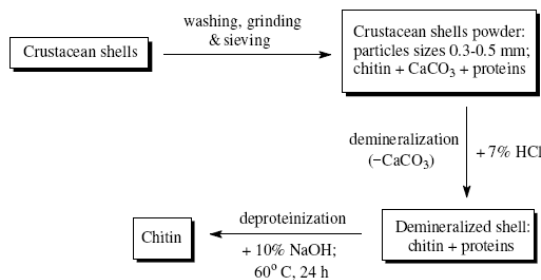 washing, grinding
& sieving
Crustacean shells
Crustacean shells powder:
particles sizes 0.3-0.5 mm;
chitin + CaCO₃ + proteins
demineralization
(−CaCO₃)
+ 7% HCl
Demineralized shell:
chitin + proteins
deproteinization
+ 10% NaOH;
60° C, 24 h
Chitin